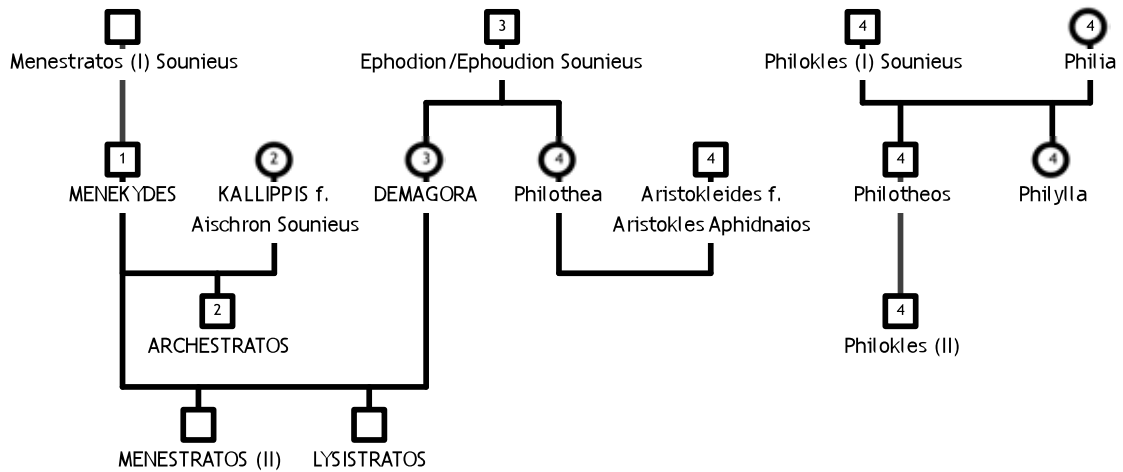 3 4 4
Menestratos (I) Sounieus Ephodion/Ephoudion Sounieus Philokles (I) Sounieus Philia
1 2 3 4 4 4 4
MENEKYDES KALLIPPIS f. DEMAGORA Philothea Aristokleides f. Philotheos Philylla
Aischron Sounieus Aristokles Aphidnaios
2 4
ARCHESTRATOS Philokles (II)
MENESTRATOS (II) LYSISTRATOS